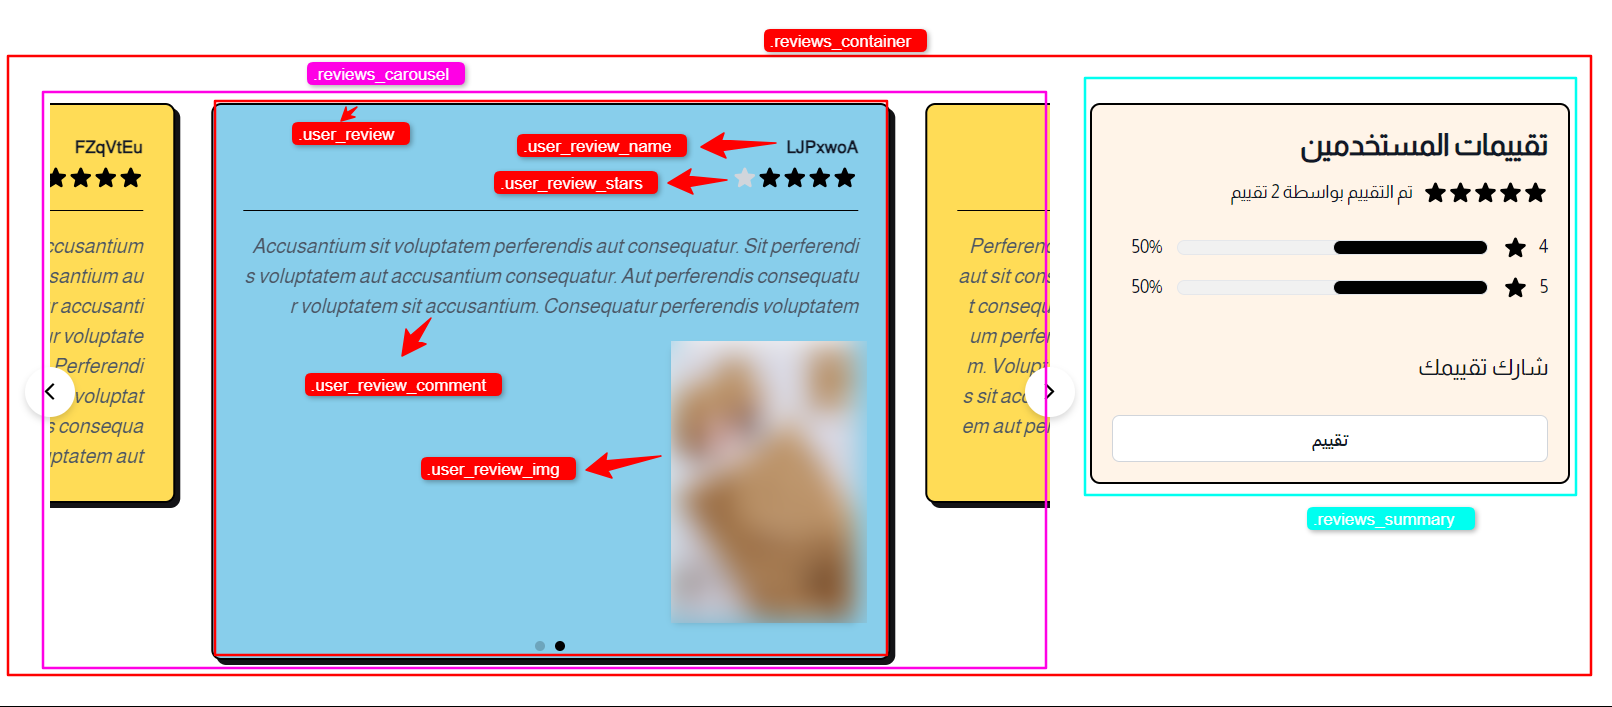 .reviews_container
.reviews_carousel
.user_review
.user_review_name
LJPxwoA
.user_review_stars
Accusantium sit voluptatem perferendis aut consequatur. Sit perferendi
s voluptatem aut accusantium consequatur. Aut perferendis consequatu
r voluptatem sit accusantium. Consequatur perferendis voluptatem
.user_review_comment
.user_review_img
FZqVtEu
ccusantium
santium au
r accusanti
ur voluptate
Perferendi
voluptat
s consequa
ptatem aut
Perferen
aut sit con
t consequ
um perfe
m. Volup
s sit ac
em aut pe
تقييمات المستخدمين
تم التقييم بواسطة 2 تقييم
4 50%
5 50%
شارك تقييمك
تقييم
.reviews_summary